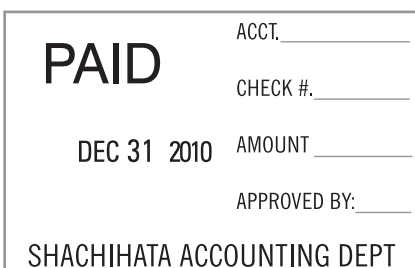 PAID
DEC 31 2010
ACCT.
CHECK #.
AMOUNT
APPROVED BY:
SHACHIHATA ACCOUNTING DEPT